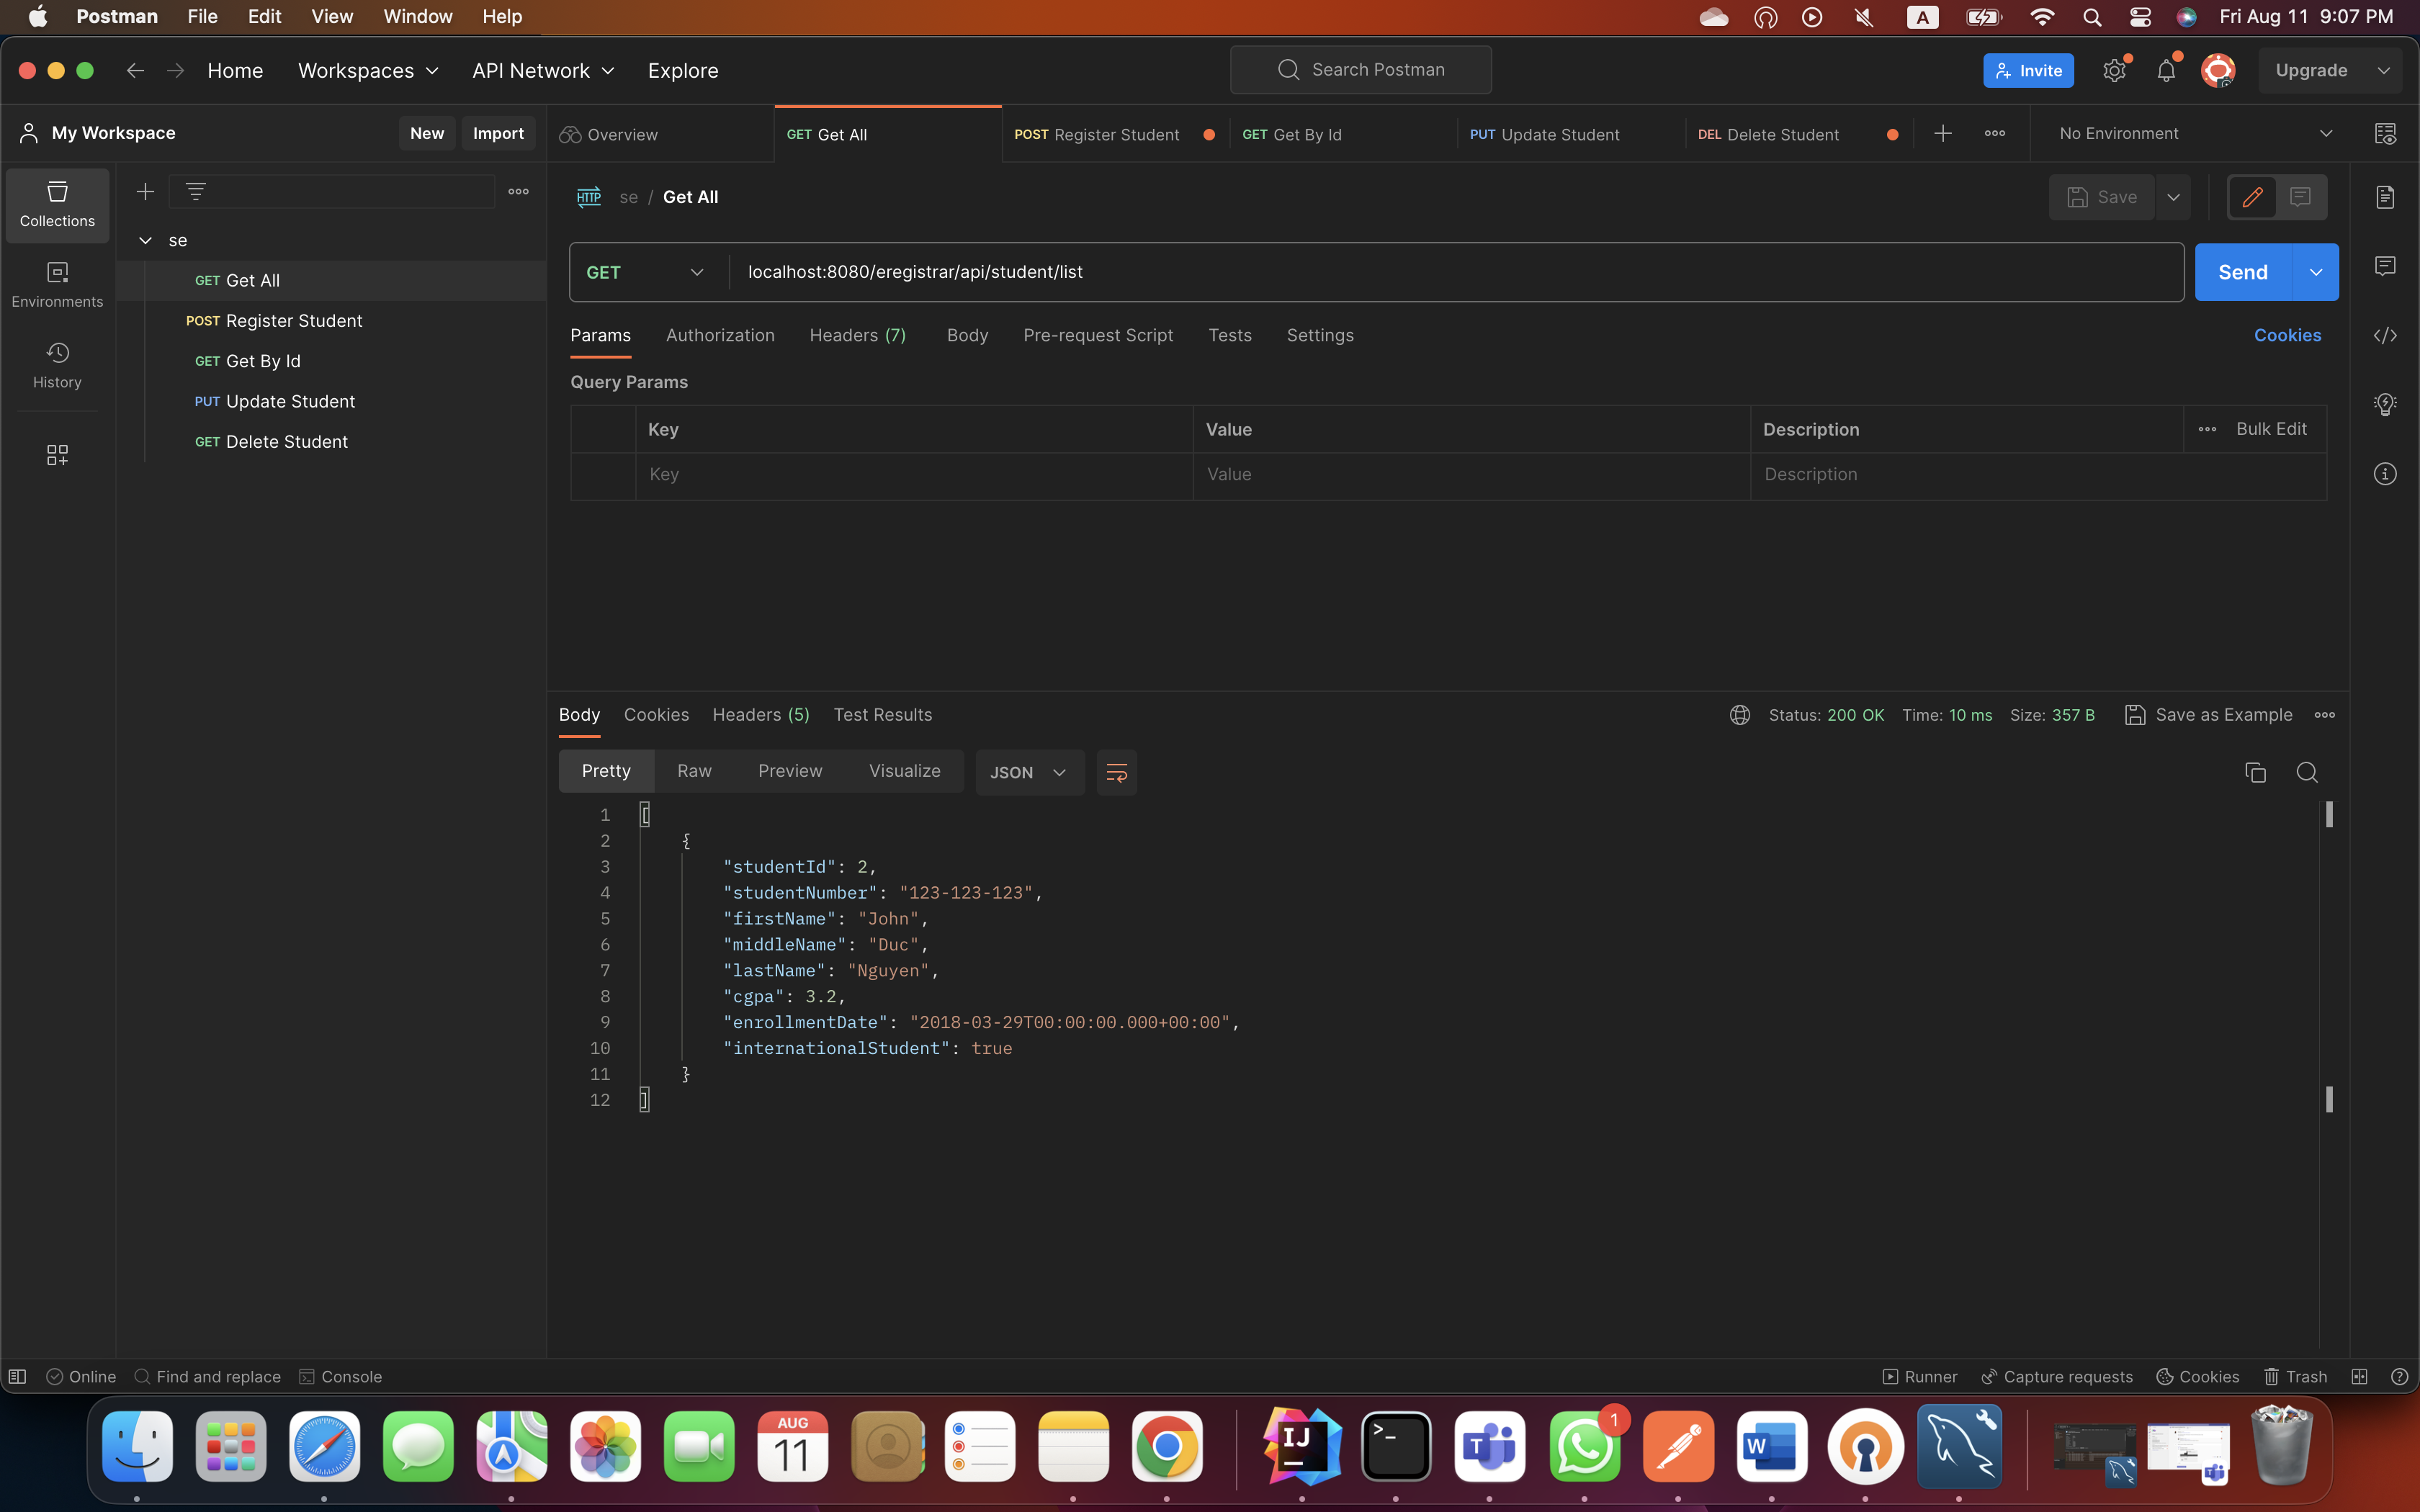 Postman File Edit View Window Help A Fri Aug 11 9:07 PM
Home Workspaces API Network Explore Search Postman Invite Upgrade
My Workspace New Import Overview GET Get All POST Register Student GET Get By Id PUT Update Student DEL Delete Student No Environment
Collections
Environments
History
se
GET Get All
POST Register Student
GET Get By Id
PUT Update Student
GET Delete Student
HTTP se / Get All Save
GET localhost:8080/eregistrar/api/student/list Send
Params Authorization Headers (7) Body Pre-request Script Tests Settings Cookies
Query Params
Key Value Description Bulk Edit
Key Value Description
Body Cookies Headers (5) Test Results Status: 200 OK Time: 10 ms Size: 357 B Save as Example
Pretty Raw Preview Visualize JSON
1 [
2 {
3 "studentId": 2,
4 "studentNumber": "123-123-123",
5 "firstName": "John",
6 "middleName": "Duc",
7 "lastName": "Nguyen",
8 "cgpa": 3.2,
9 "enrollmentDate": "2018-03-29T00:00:00.000+00:00",
10 "internationalStudent": true
11 }
12 ]
Online Find and replace Console Runner Capture requests Cookies Trash
AUG
11
IJ
>_
T
1
W